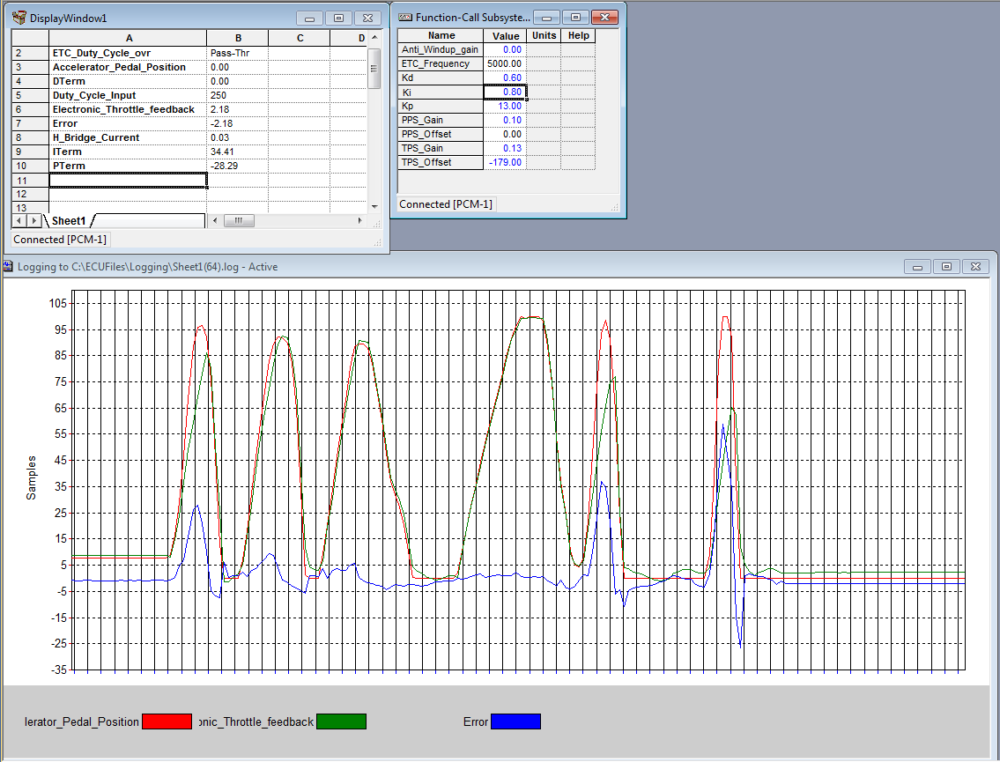 DisplayWindow1
A B C D
2 ETC_Duty_Cycle_ovr Pass-Thr
3 Accelerator_Pedal_Position 0.00
4 DTerm 0.00
5 Duty_Cycle_Input 250
6 Electronic_Throttle_feedback 2.18
7 Error -2.18
8 H_Bridge_Current 0.03
9 ITerm 34.41
10 PTerm -28.29
11
12
13
Sheet1
Connected [PCM-1]
Function-Call Subsyste...
Name Value Units Help
Anti_Windup_gain 0.00
ETC_Frequency 5000.00
Kd 0.60
Ki 0.80
Kp 13.00
PPS_Gain 0.10
PPS_Offset 0.00
TPS_Gain 0.13
TPS_Offset -179.00
Connected [PCM-1]
Logging to C:\ECUFiles\Logging\Sheet1(64).log - Active
105
95
85
75
65
55
45
35
25
15
5
-5
-15
-25
-35
Samples
lerator_Pedal_Position
onic_Throttle_feedback
Error